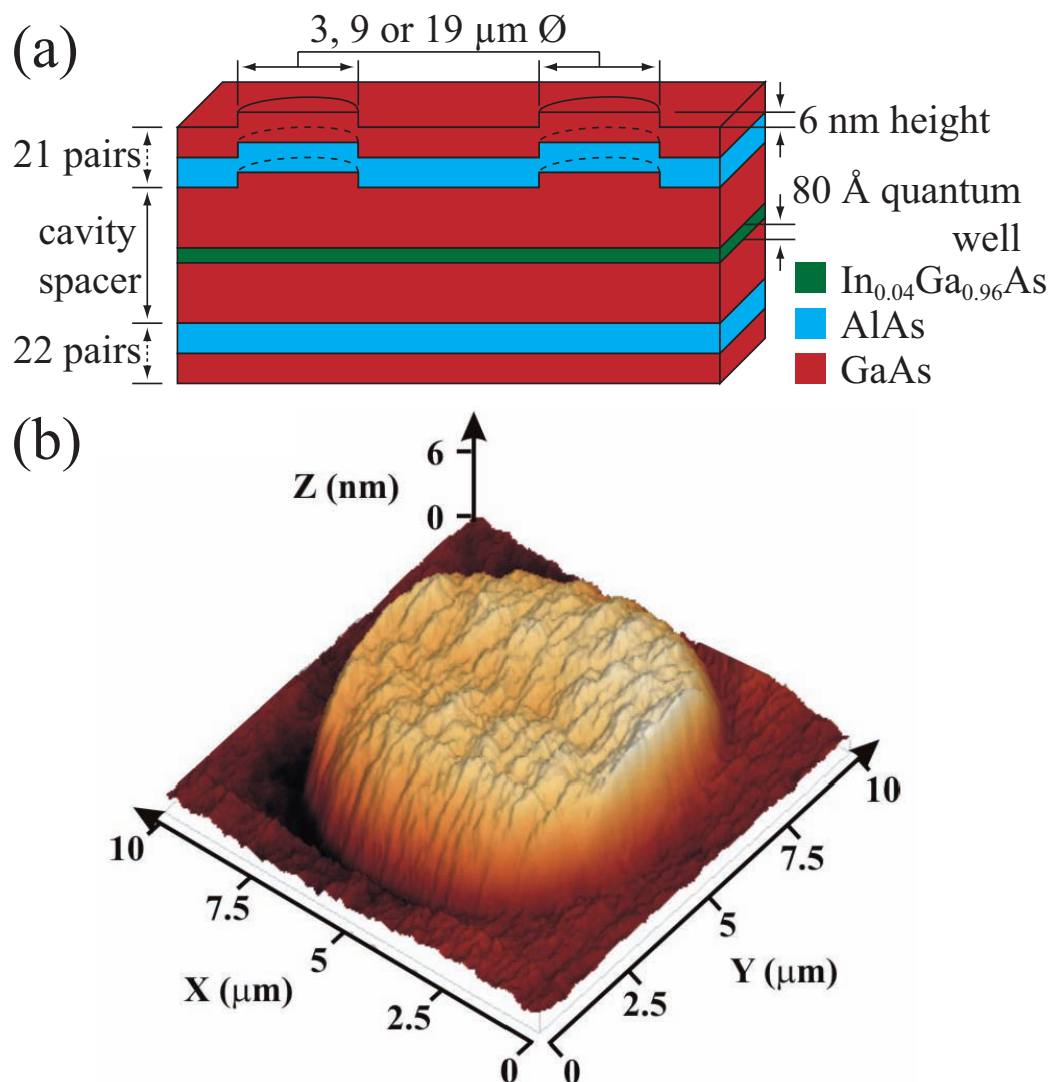 (a)
3, 9 or 19 µm Ø
6 nm height
21 pairs
80 Å quantum
well
cavity
spacer
In0.04Ga0.96As
AlAs
22 pairs
GaAs
(b)
6
Z (nm)
0
10
7.5
5
2.5
0
X (µm)
0
2.5
5
7.5
10
Y (µm)